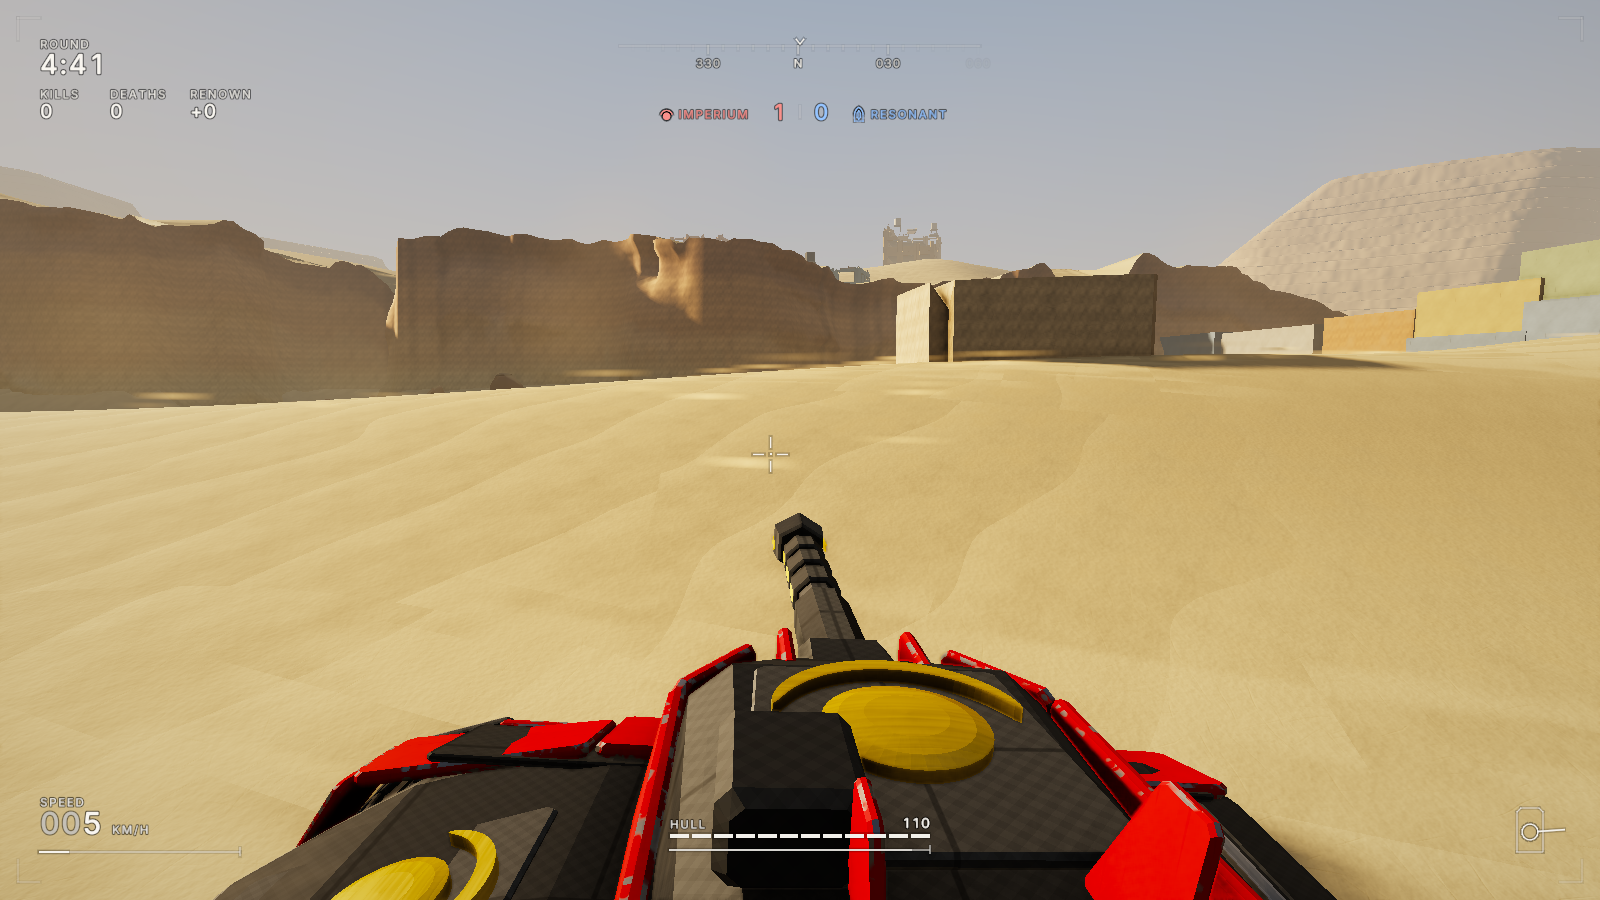 ROUND
4:41
KILLS DEATHS RENOWN
0 0 +0
330 N 030
IMPERIUM 1 0 RESONANT
SPEED
005 KM/H
HULL 110